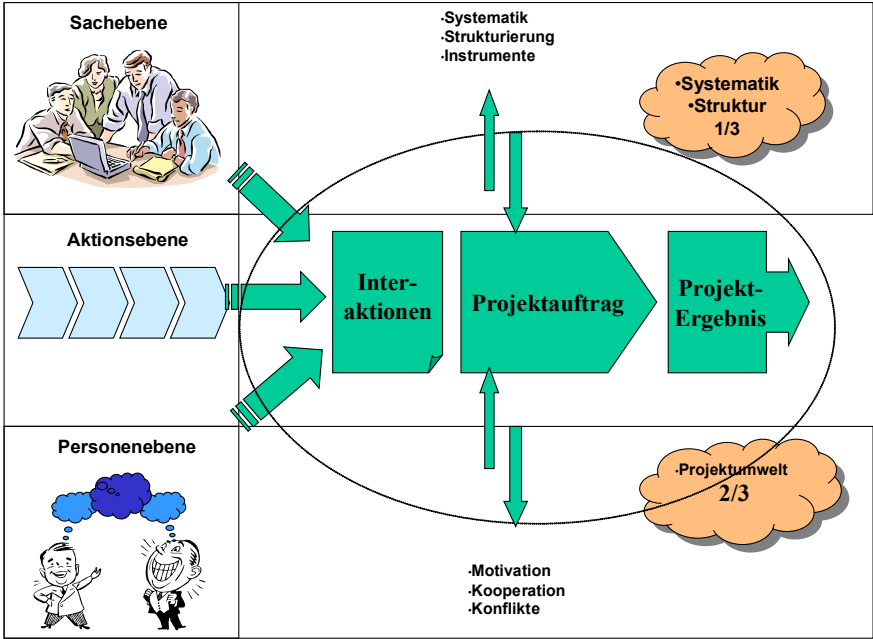 Sachebene
·Systematik
·Strukturierung
·Instrumente
•Systematik
•Struktur
1/3
Aktionsebene
Inter-
aktionen
Projektauftrag
Projekt-
Ergebnis
Personenebene
·Projektumwelt
2/3
·Motivation
·Kooperation
·Konflikte